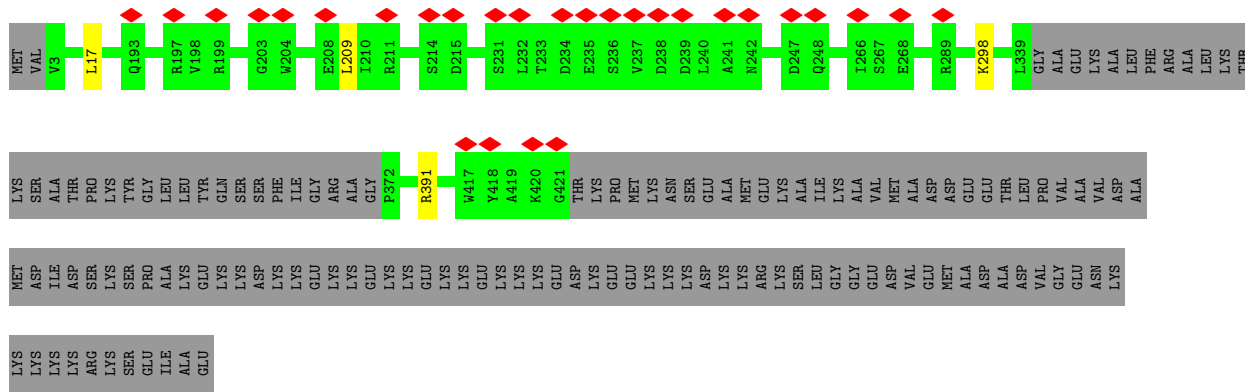 MET VAL V3 L17 Q193 R197 V198 R199 G203 W204 E208 L209 I210 R211 S214 D215 S231 L232 T233 D234 E235 S236 V237 D238 D239 L240 A241 N242 D247 Q248 I266 S267 E268 R289 K298 L339 GLY ALA GLU LYS ALA LEU PHE ARG ALA LEU LYS THR
LYS SER ALA THR PRO LYS TYR GLY LEU LEU TYR GLN SER SER PHE ILE GLY ARG ALA GLY P372 R391 W417 Y418 A419 K420 G421 THR LYS PRO MET LYS ASN SER GLU ALA MET GLU LYS ALA ILE LYS ALA VAL MET ALA ASP ASP GLU GLU THR LEU PRO VAL ALA VAL ASP ALA
MET ASP ILE ASP SER LYS SER PRO ALA LYS GLU LYS LYS ASP LYS LYS GLU LYS LYS GLU LYS LYS GLU LYS LYS GLU LYS LYS GLU ASP LYS GLU GLU LYS LYS LYS ASP LYS LYS ARG LYS SER LEU GLY GLY GLU ASP VAL GLU MET ALA ASP ALA ASP VAL GLY GLU ASN LYS
LYS LYS LYS LYS ARG LYS SER GLU ILE ALA GLU